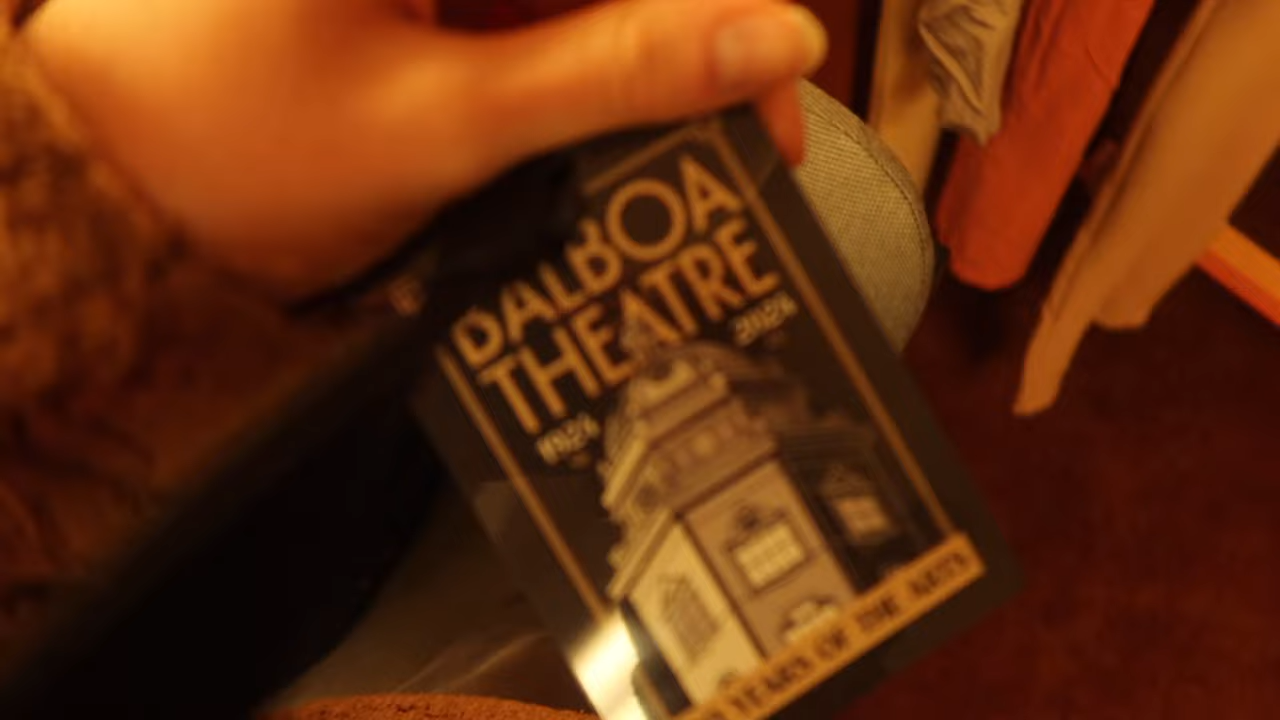 BALBOA
THEATRE
1924
2024
YEARS OF THE ARTS